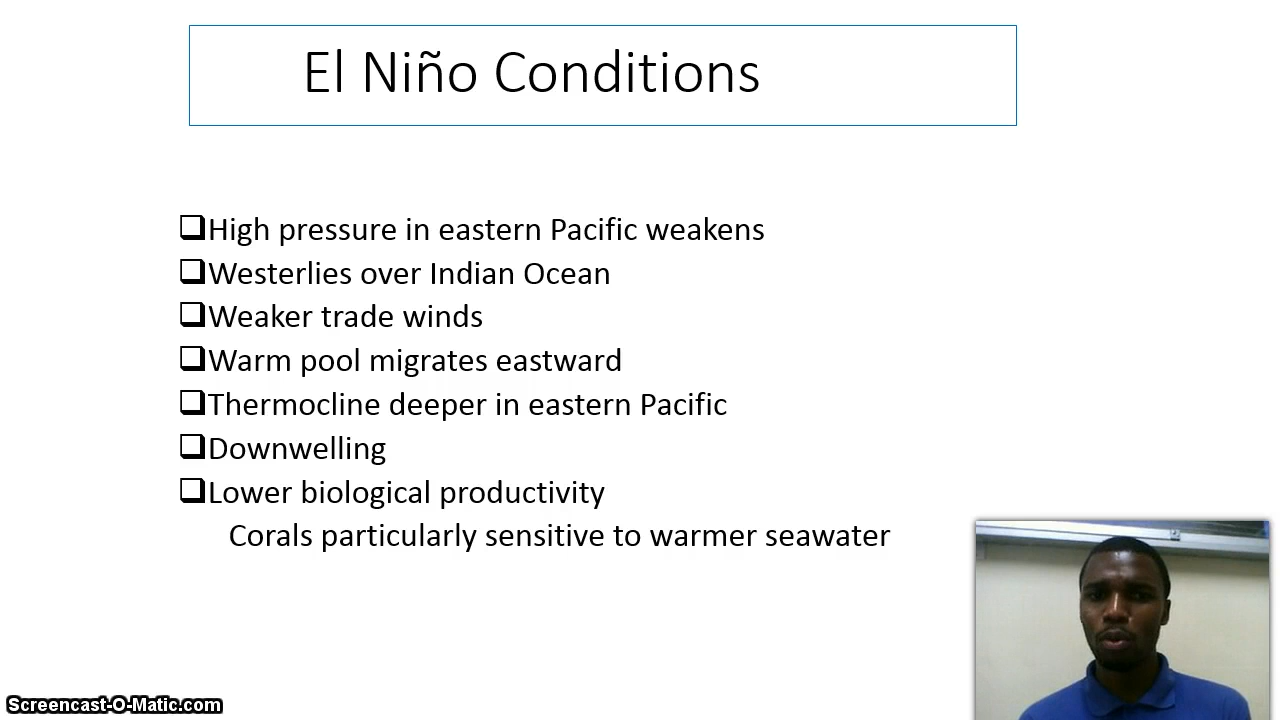 El Niño Conditions
High pressure in eastern Pacific weakens
Westerlies over Indian Ocean
Weaker trade winds
Warm pool migrates eastward
Thermocline deeper in eastern Pacific
Downwelling
Lower biological productivity
Corals particularly sensitive to warmer seawater
Screencast-O-Matic.com